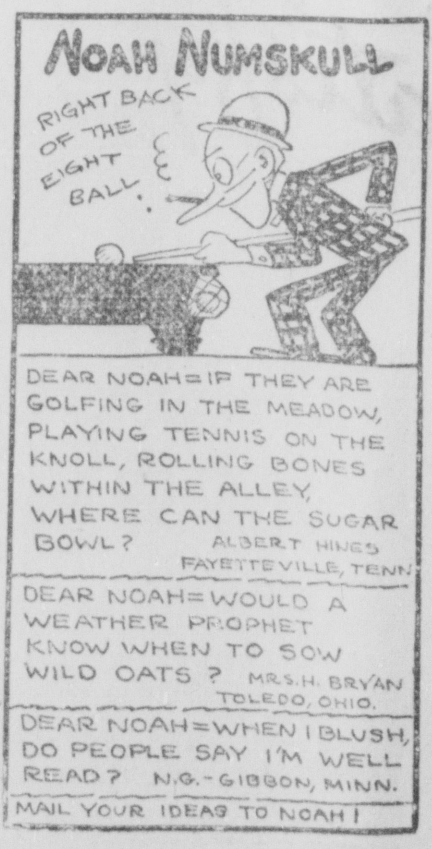 NOAH NUMSKULL
RIGHT BACK
OF THE
EIGHT
BALL.
DEAR NOAH=IF THEY ARE
GOLFING IN THE MEADOW,
PLAYING TENNIS ON THE
KNOLL, ROLLING BONES
WITHIN THE ALLEY,
WHERE CAN THE SUGAR
BOWL? ALBERT HINES
FAYETTEVILLE, TENN
DEAR NOAH=WOULD A
WEATHER PROPHET
KNOW WHEN TO SOW
WILD OATS? MRS. H. BRYAN
TOLEDO, OHIO.
DEAR NOAH=WHEN I BLUSH,
DO PEOPLE SAY I'M WELL
READ? N.G.-GIBBON, MINN.
MAIL YOUR IDEAS TO NOAH!